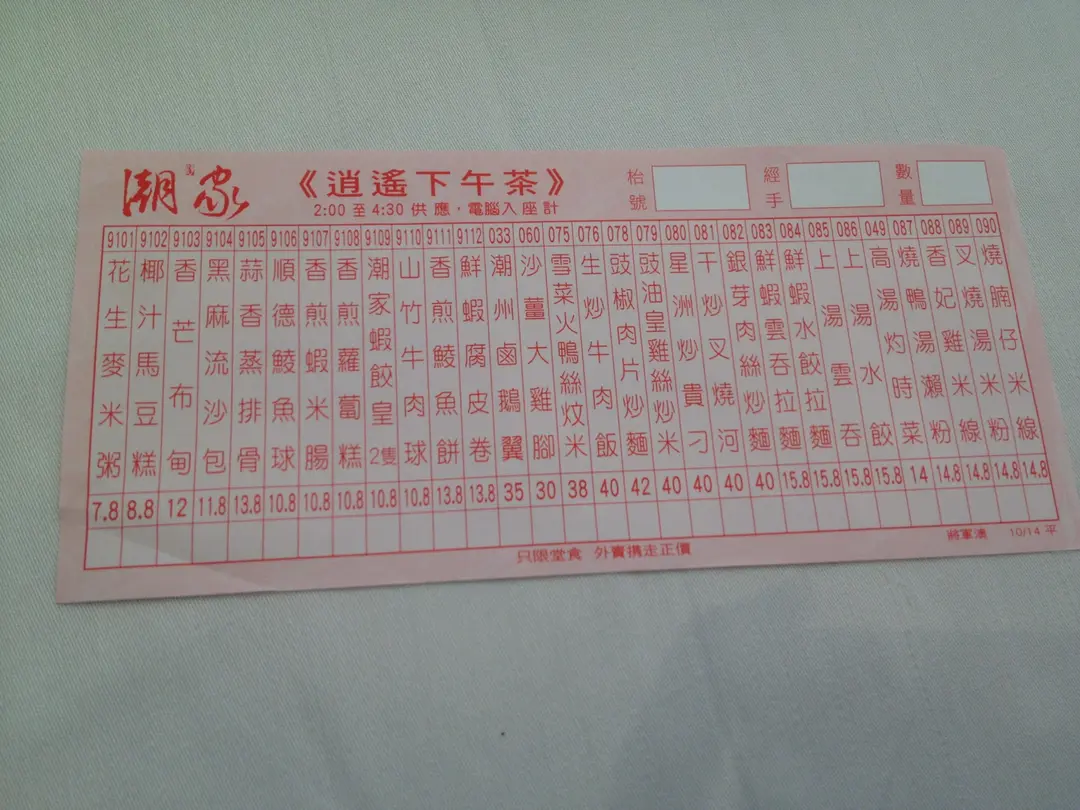 潮家
《逍遙下午茶》
2:00 至 4:30 供應·電腦入座計
枱號
經手
數量
9101 花生麥米粥 7.8
9102 椰汁馬豆糕 8.8
9103 香芒布甸 12
9104 黑麻流沙包 11.8
9105 蒜香蒸排骨 13.8
9106 順德鯪魚球 10.8
9107 香煎蝦米腸 10.8
9108 香煎蘿蔔糕 10.8
9109 潮家蝦餃皇2隻 10.8
9110 山竹牛肉球 10.8
9111 香煎鯪魚餅 13.8
9112 鮮蝦腐皮卷 13.8
033 潮州鹵鵝翼 35
060 沙薑大雞腳 30
075 雪菜火鴨絲炆米 38
076 生炒牛肉飯 40
078 豉椒肉片炒麵 42
079 豉油皇雞絲炒米 40
080 星洲炒貴刁 40
081 干炒叉燒河 40
082 銀芽肉絲炒麵 40
083 鮮蝦雲吞拉麵 15.8
084 鮮蝦水餃拉麵 15.8
085 上湯雲吞 15.8
086 上湯水餃 15.8
049 高湯灼時菜 14
087 燒鴨湯瀨粉 14.8
088 香妃雞米線 14.8
089 叉燒湯米粉 14.8
090 燒腩仔米線 14.8
只限堂食 外賣携走正價
將軍澳 10/14 平